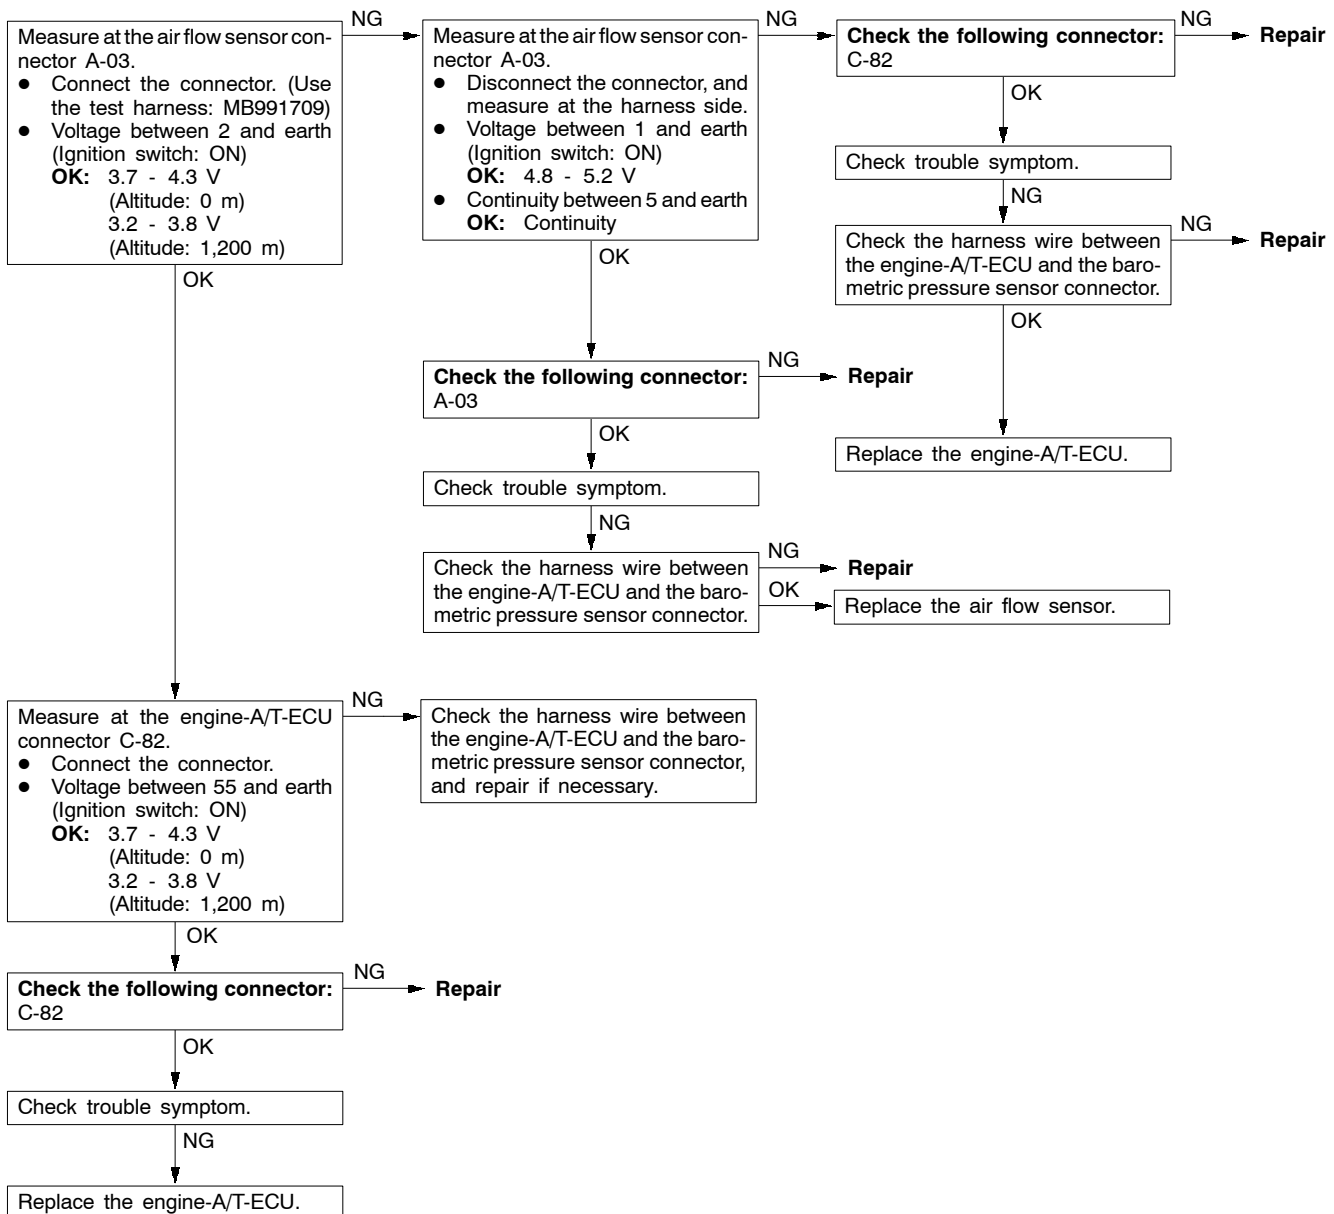 Measure at the air flow sensor con-
nector A-03.
● Connect the connector. (Use
the test harness: MB991709)
● Voltage between 2 and earth
(Ignition switch: ON)
OK: 3.7 - 4.3 V
(Altitude: 0 m)
3.2 - 3.8 V
(Altitude: 1,200 m)
NG
OK
Measure at the air flow sensor con-
nector A-03.
● Disconnect the connector, and
measure at the harness side.
● Voltage between 1 and earth
(Ignition switch: ON)
OK: 4.8 - 5.2 V
● Continuity between 5 and earth
OK: Continuity
NG
OK
Check the following connector:
C-82
NG
Repair
OK
Check trouble symptom.
NG
Check the harness wire between
the engine-A/T-ECU and the baro-
metric pressure sensor connector.
NG
Repair
OK
Replace the engine-A/T-ECU.
Check the following connector:
A-03
NG
Repair
OK
Check trouble symptom.
NG
Check the harness wire between
the engine-A/T-ECU and the baro-
metric pressure sensor connector.
NG
Repair
OK
Replace the air flow sensor.
Measure at the engine-A/T-ECU
connector C-82.
● Connect the connector.
● Voltage between 55 and earth
(Ignition switch: ON)
OK: 3.7 - 4.3 V
(Altitude: 0 m)
3.2 - 3.8 V
(Altitude: 1,200 m)
NG
Check the harness wire between
the engine-A/T-ECU and the baro-
metric pressure sensor connector,
and repair if necessary.
OK
Check the following connector:
C-82
NG
Repair
OK
Check trouble symptom.
NG
Replace the engine-A/T-ECU.